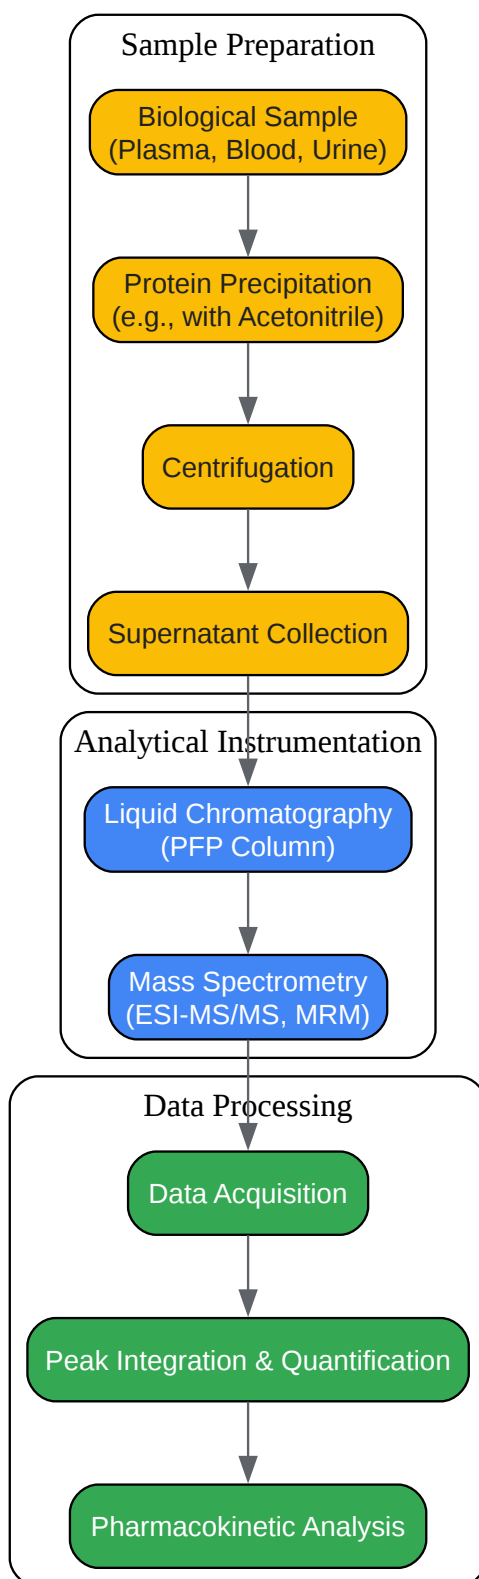 Sample Preparation
Biological Sample
(Plasma, Blood, Urine)
Protein Precipitation
(e.g., with Acetonitrile)
Centrifugation
Supernatant Collection
Analytical Instrumentation
Liquid Chromatography
(PFP Column)
Mass Spectrometry
(ESI-MS/MS, MRM)
Data Processing
Data Acquisition
Peak Integration & Quantification
Pharmacokinetic Analysis